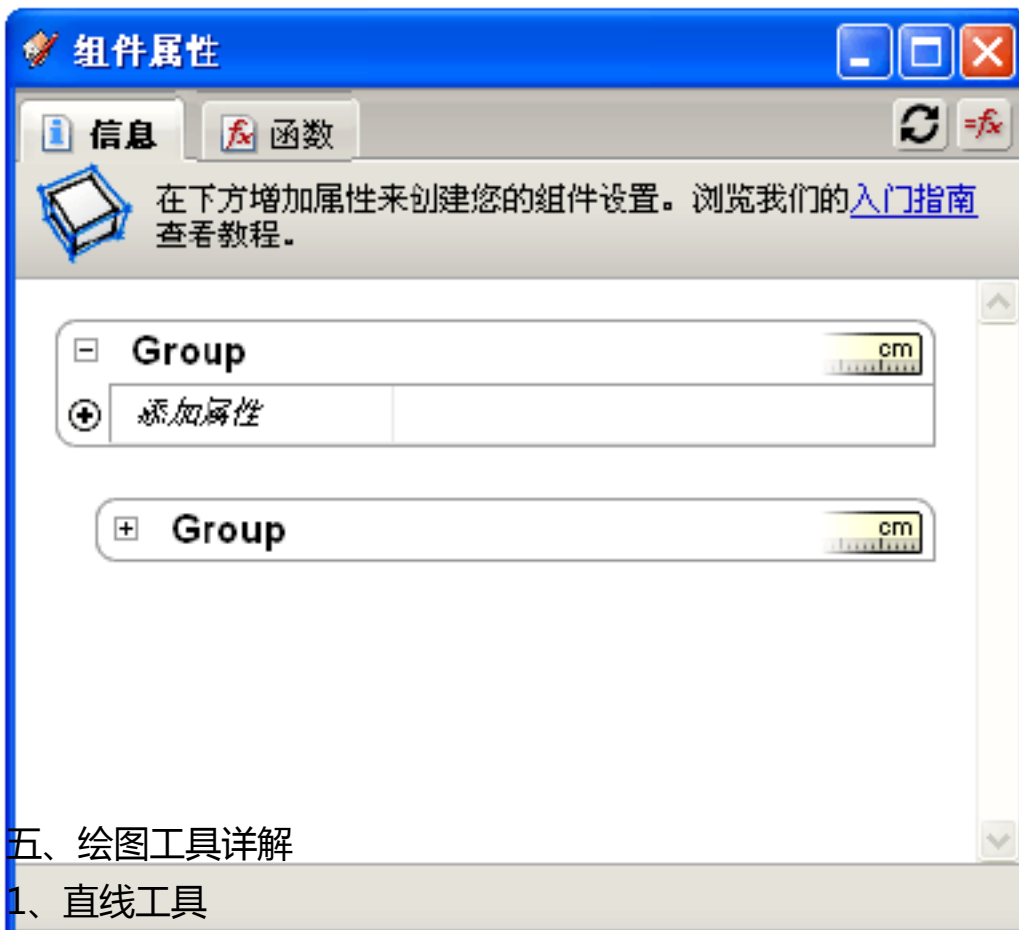 组件属性
信息
函数
=fx
在下方增加属性来创建您的组件设置。浏览我们的入门指南
查看教程。
Group
cm
添加属性
Group
cm
五、绘图工具详解
1、直线工具